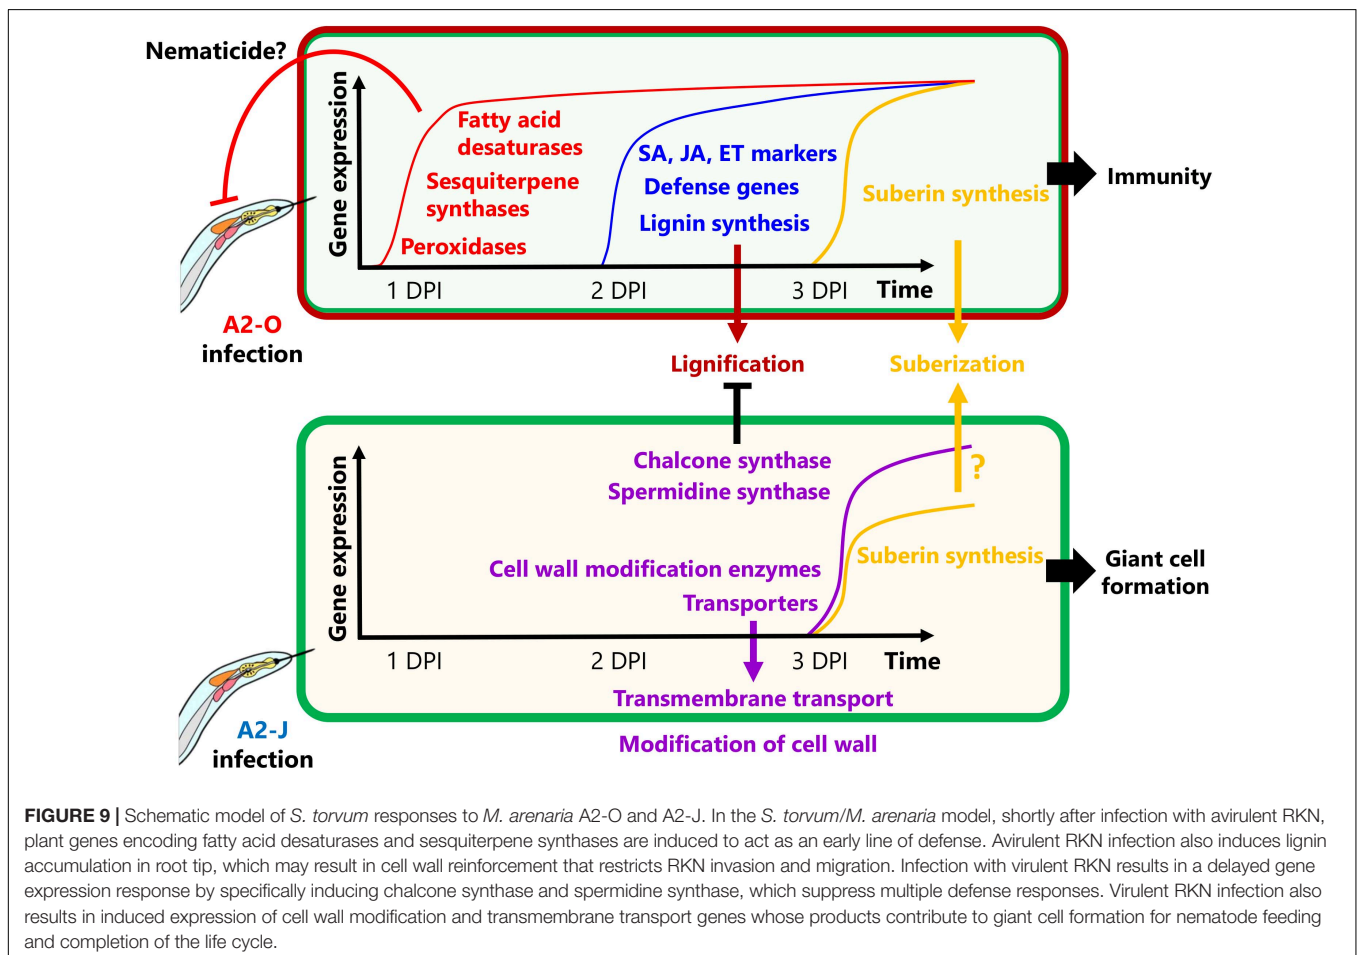 Nematicide?
Gene expression
Fatty acid
desaturases
Sesquiterpene
synthases
Peroxidases
SA, JA, ET markers
Defense genes
Lignin synthesis
Suberin synthesis
Immunity
1 DPI
2 DPI
3 DPI
Time
A2-O
infection
Lignification
Suberization
Gene expression
Chalcone synthase
Spermidine synthase
?
Cell wall modification enzymes
Transporters
Suberin synthesis
Giant cell
formation
1 DPI
2 DPI
3 DPI
Time
Transmembrane transport
A2-J
infection
Modification of cell wall
FIGURE 9 | Schematic model of S. torvum responses to M. arenaria A2-O and A2-J. In the S. torvum/M. arenaria model, shortly after infection with avirulent RKN,
plant genes encoding fatty acid desaturases and sesquiterpene synthases are induced to act as an early line of defense. Avirulent RKN infection also induces lignin
accumulation in root tip, which may result in cell wall reinforcement that restricts RKN invasion and migration. Infection with virulent RKN results in a delayed gene
expression response by specifically inducing chalcone synthase and spermidine synthase, which suppress multiple defense responses. Virulent RKN infection also
results in induced expression of cell wall modification and transmembrane transport genes whose products contribute to giant cell formation for nematode feeding
and completion of the life cycle.